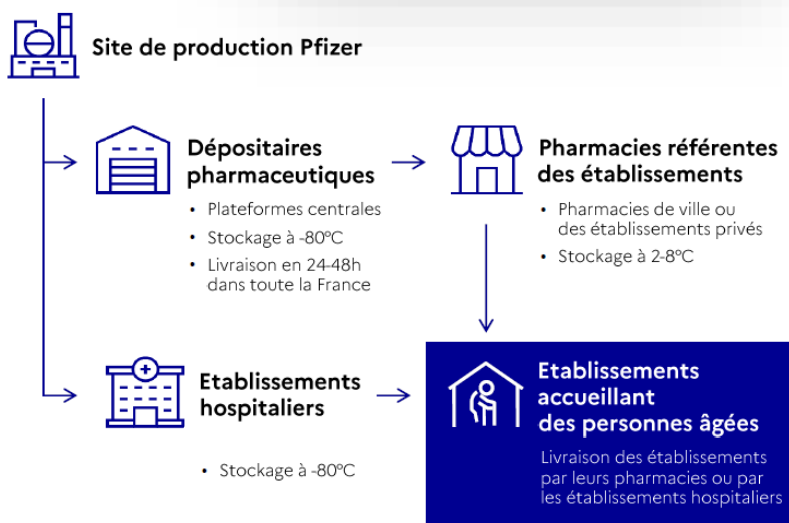 Site de production Pfizer
Dépositaires
pharmaceutiques
• Plateformes centrales
• Stockage à -80°C
• Livraison en 24-48h
dans toute la France
Pharmacies référentes
des établissements
• Pharmacies de ville ou
des établissements privés
• Stockage à 2-8°C
Etablissements
hospitaliers
• Stockage à -80°C
Etablissements
accueillant
des personnes âgées
Livraison des établissements
par leurs pharmacies ou par
les établissements hospitaliers